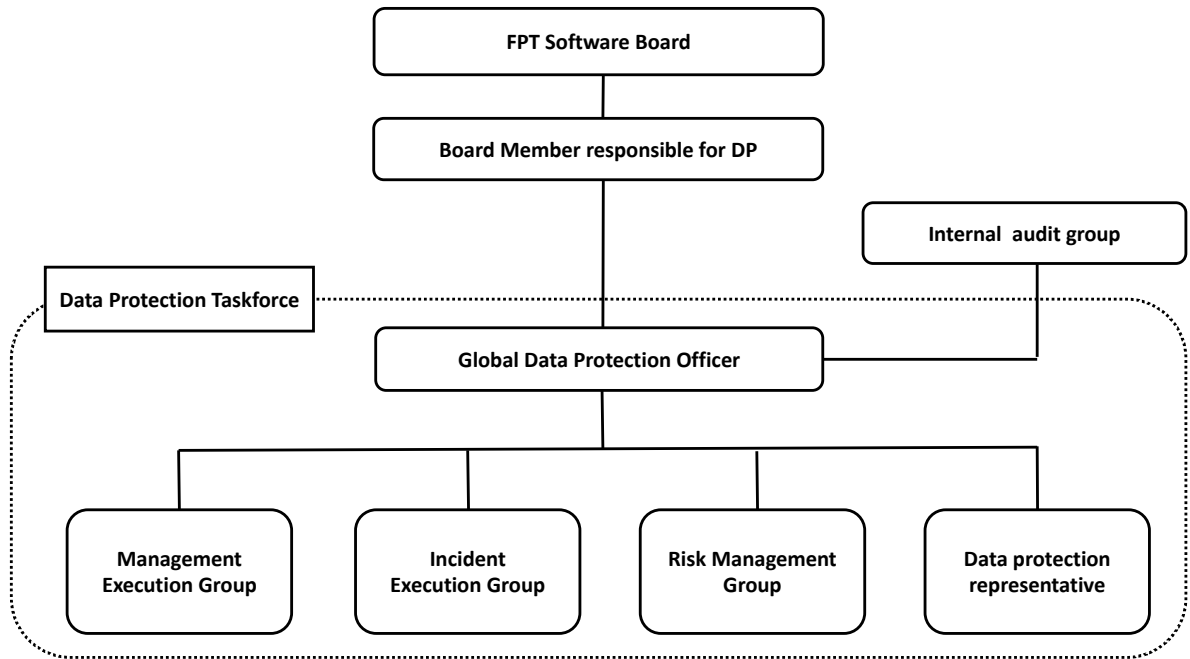 FPT Software Board
Board Member responsible for DP
Internal audit group
Data Protection Taskforce
Global Data Protection Officer
Management
Execution Group
Incident
Execution Group
Risk Management
Group
Data protection
representative